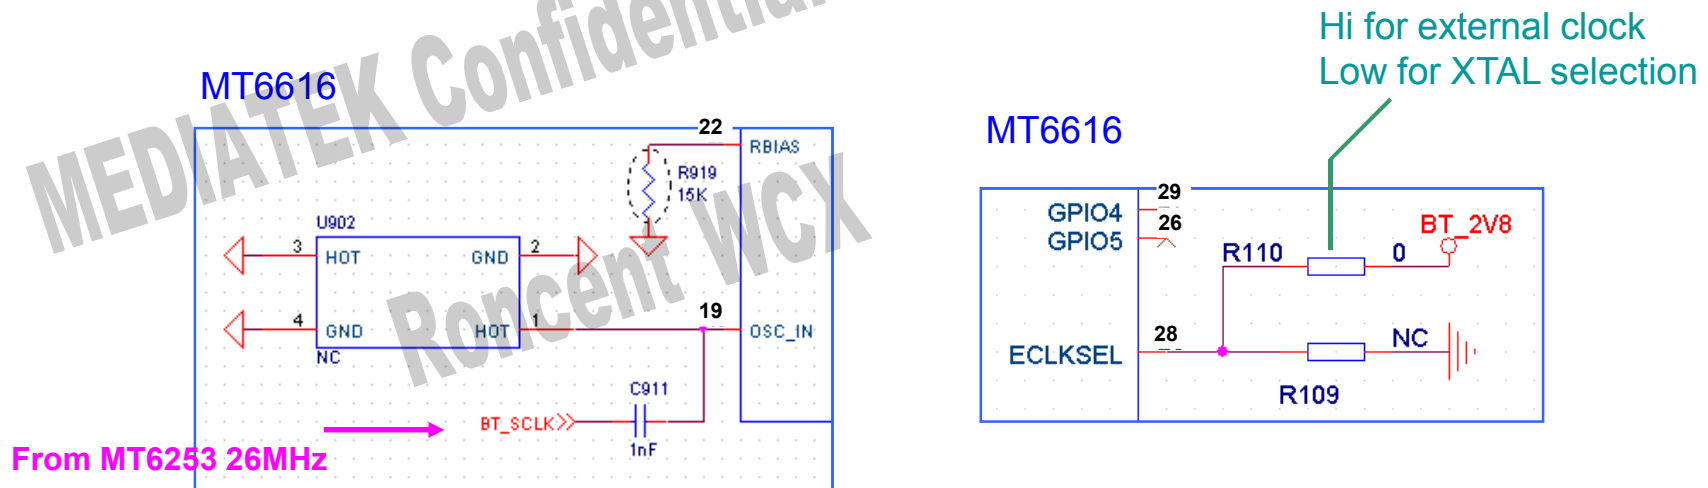 MEDIATEK Confidential
Roncent WCX
MT6616
22
RBIAS
R919
15K
U902
3
HOT
GND
2
4
GND
HOT
1
19
OSC_IN
NC
C911
BT_SCLK
1nF
From MT6253 26MHz
Hi for external clock
Low for XTAL selection
MT6616
29
GPIO4
26
GPIO5
BT_2V8
R110
0
28
ECLKSEL
NC
R109